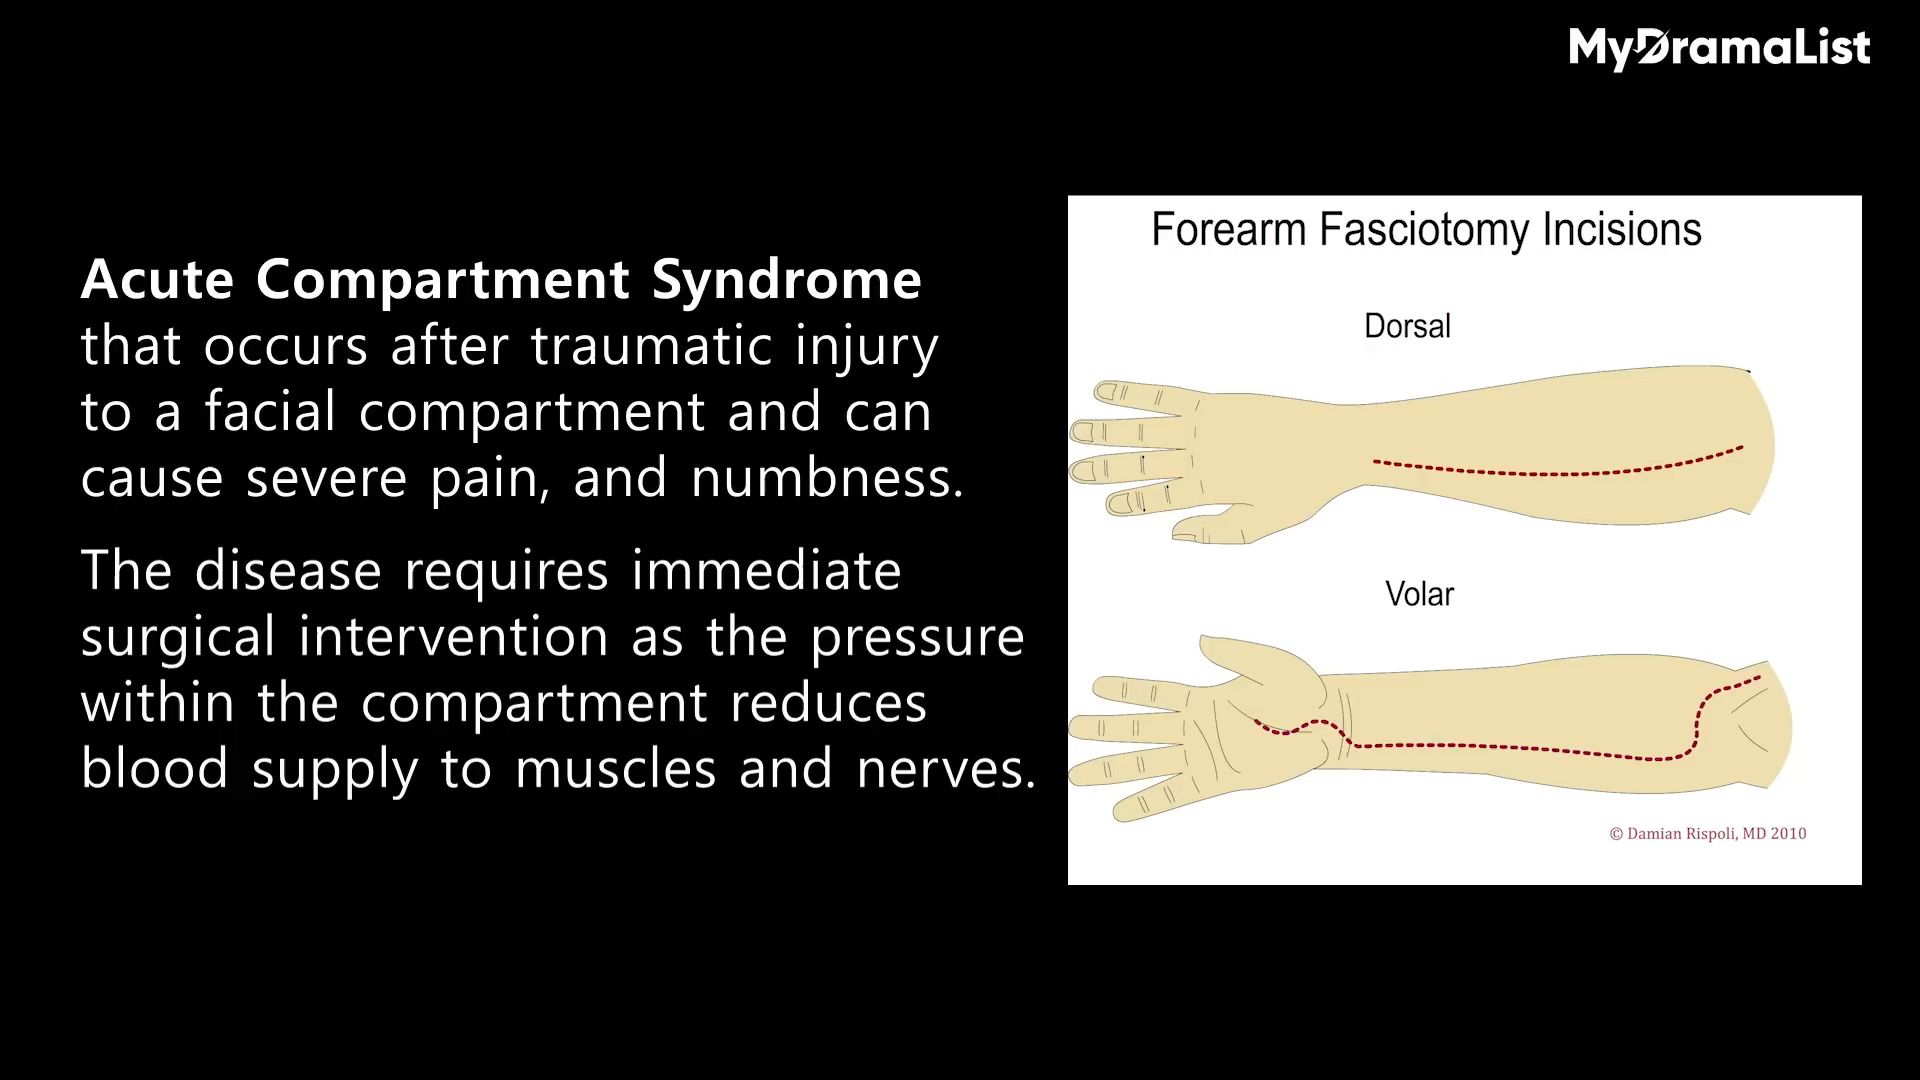 MyDramaList
Acute Compartment Syndrome
that occurs after traumatic injury
to a facial compartment and can
cause severe pain, and numbness.
The disease requires immediate
surgical intervention as the pressure
within the compartment reduces
blood supply to muscles and nerves.
Forearm Fasciotomy Incisions
Dorsal
Volar
© Damian Rispoli, MD 2010